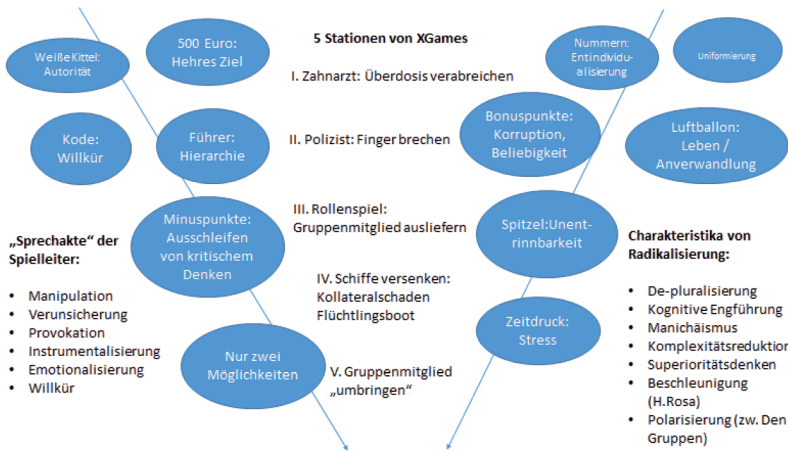 5 Stationen von XGames
I. Zahnarzt: Überdosis verabreichen
II. Polizist: Finger brechen
III. Rollenspiel:
Gruppenmitglied ausliefern
IV. Schiffe versenken:
Kollateralschaden
Flüchtlingsboot
V. Gruppenmitglied
„umbringen“
Weiße Kittel:
Autorität
500 Euro:
Hehres Ziel
Kode:
Willkür
Führer:
Hierarchie
Minuspunkte:
Ausschleifen
von kritischem
Denken
Nur zwei
Möglichkeiten
Nummern:
Entindividu-
alisierung
Uniformierung
Bonuspunkte:
Korruption,
Beliebigkeit
Luftballon:
Leben /
Anverwandlung
Spitzel:Unent-
rinnbarkeit
Zeitdruck:
Stress
„Sprechakte“ der
Spielleiter:
• Manipulation
• Verunsicherung
• Provokation
• Instrumentalisierung
• Emotionalisierung
• Willkür
Charakteristika von
Radikalisierung:
• De-pluralisierung
• Kognitive Engführung
• Manichäismus
• Komplexitätsreduktion
• Superioritätsdenken
• Beschleunigung
(H.Rosa)
• Polarisierung (zw. Den
Gruppen)